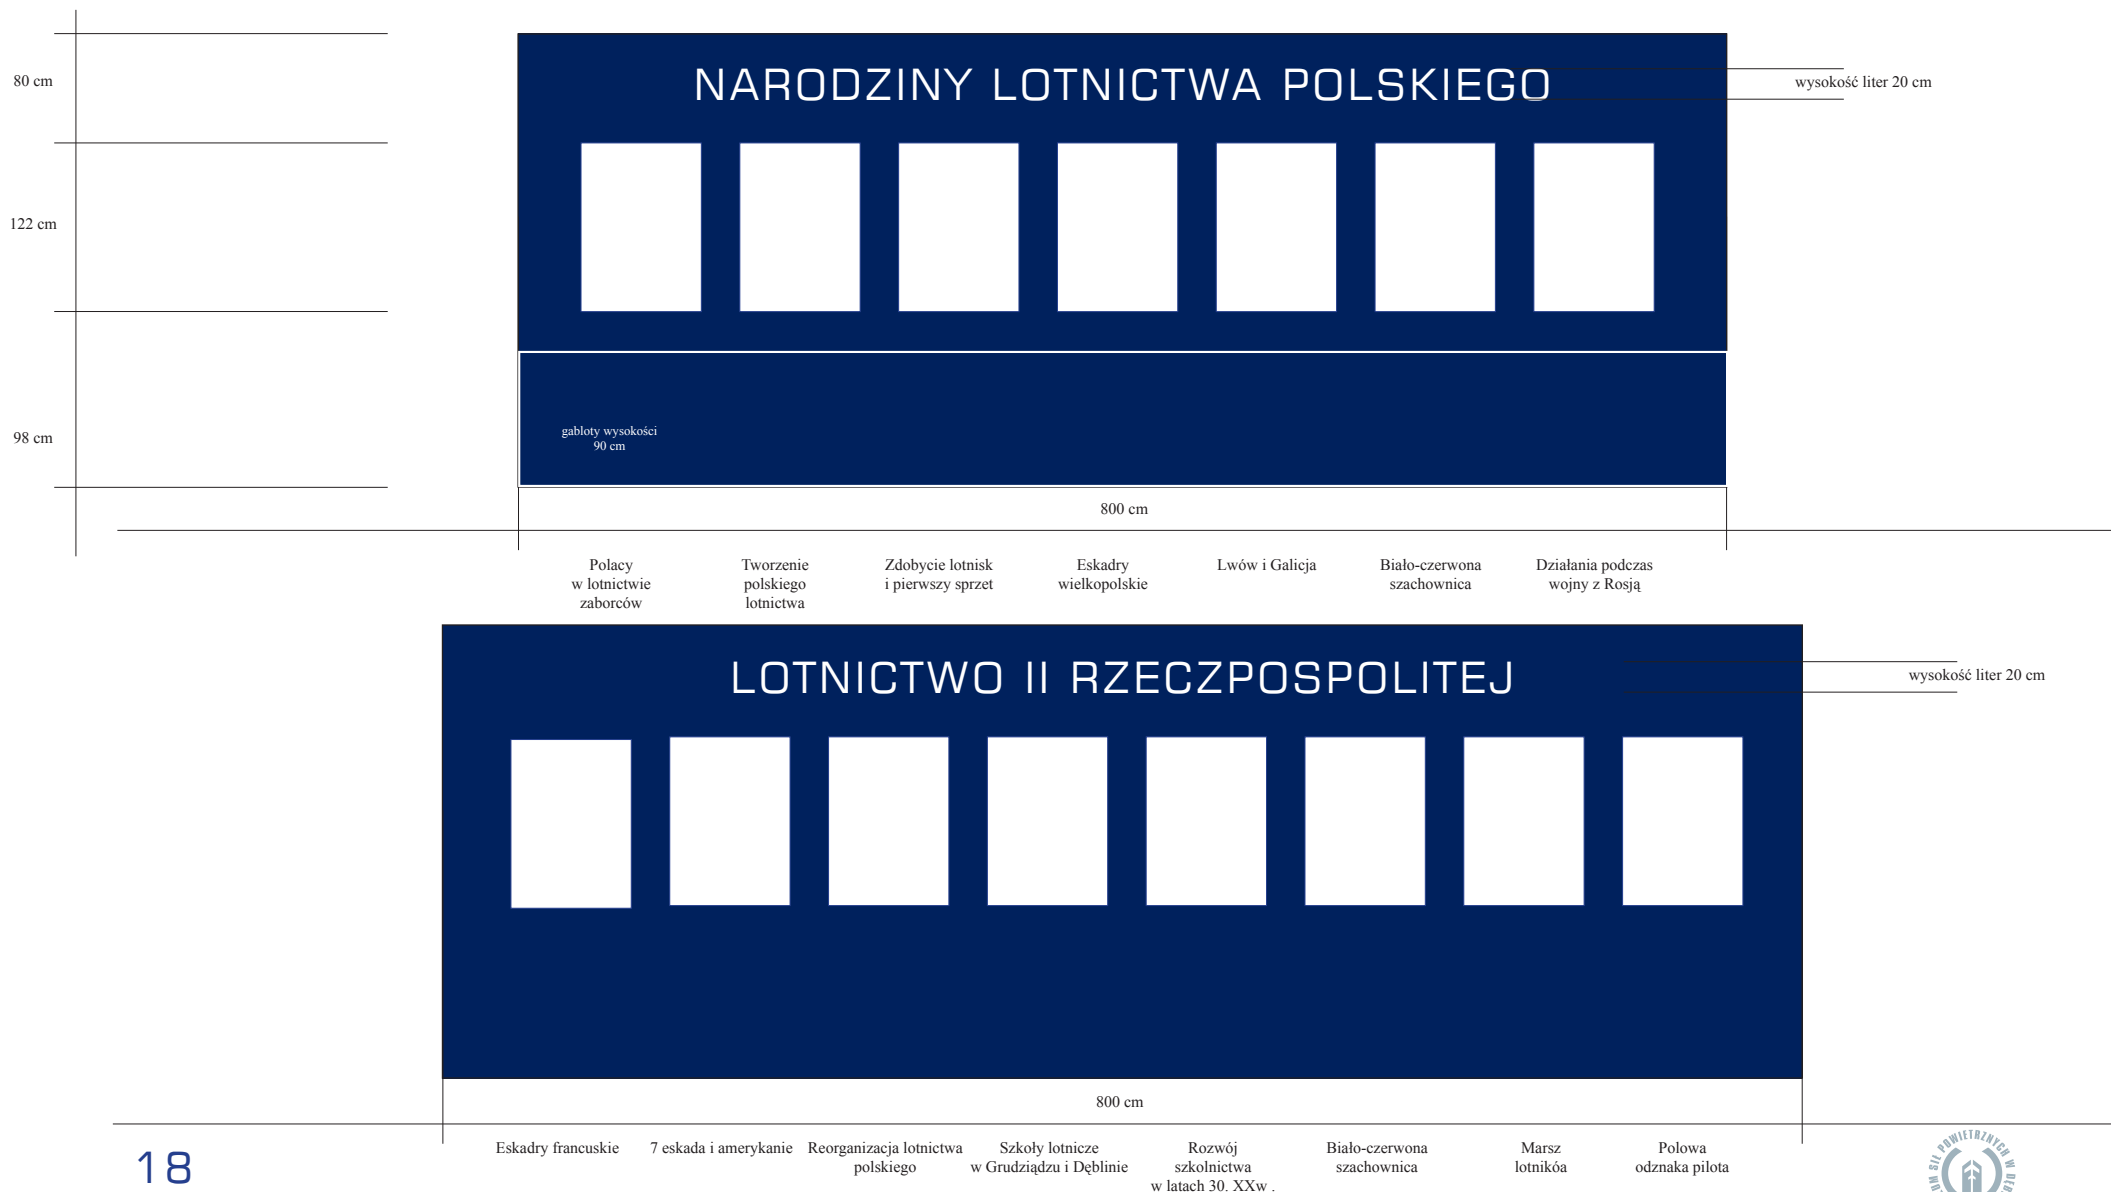 80 cm
NARODZINY LOTNICTWA POLSKIEGO
wysokość liter 20 cm
122 cm
98 cm
gabloty wysokości
90 cm
800 cm
Polacy
w lotnictwie
zaborców
Tworzenie
polskiego
lotnictwa
Zdobycie lotnisk
i pierwszy sprzet
Eskadry
wielkopolskie
Lwów i Galicja
Biało-czerwona
szachownica
Działania podczas
wojny z Rosją
LOTNICTWO II RZECZPOSPOLITEJ
wysokość liter 20 cm
800 cm
Eskadry francuskie
7 eskada i amerykanie
Reorganizacja lotnictwa
polskiego
Szkoły lotnicze
w Grudziądzu i Dęblinie
Rozwój
szkolnictwa
w latach 30. XXw .
Biało-czerwona
szachownica
Marsz
lotnikóa
Polowa
odznaka pilota
18
SIŁ POWIETRZNYCH W